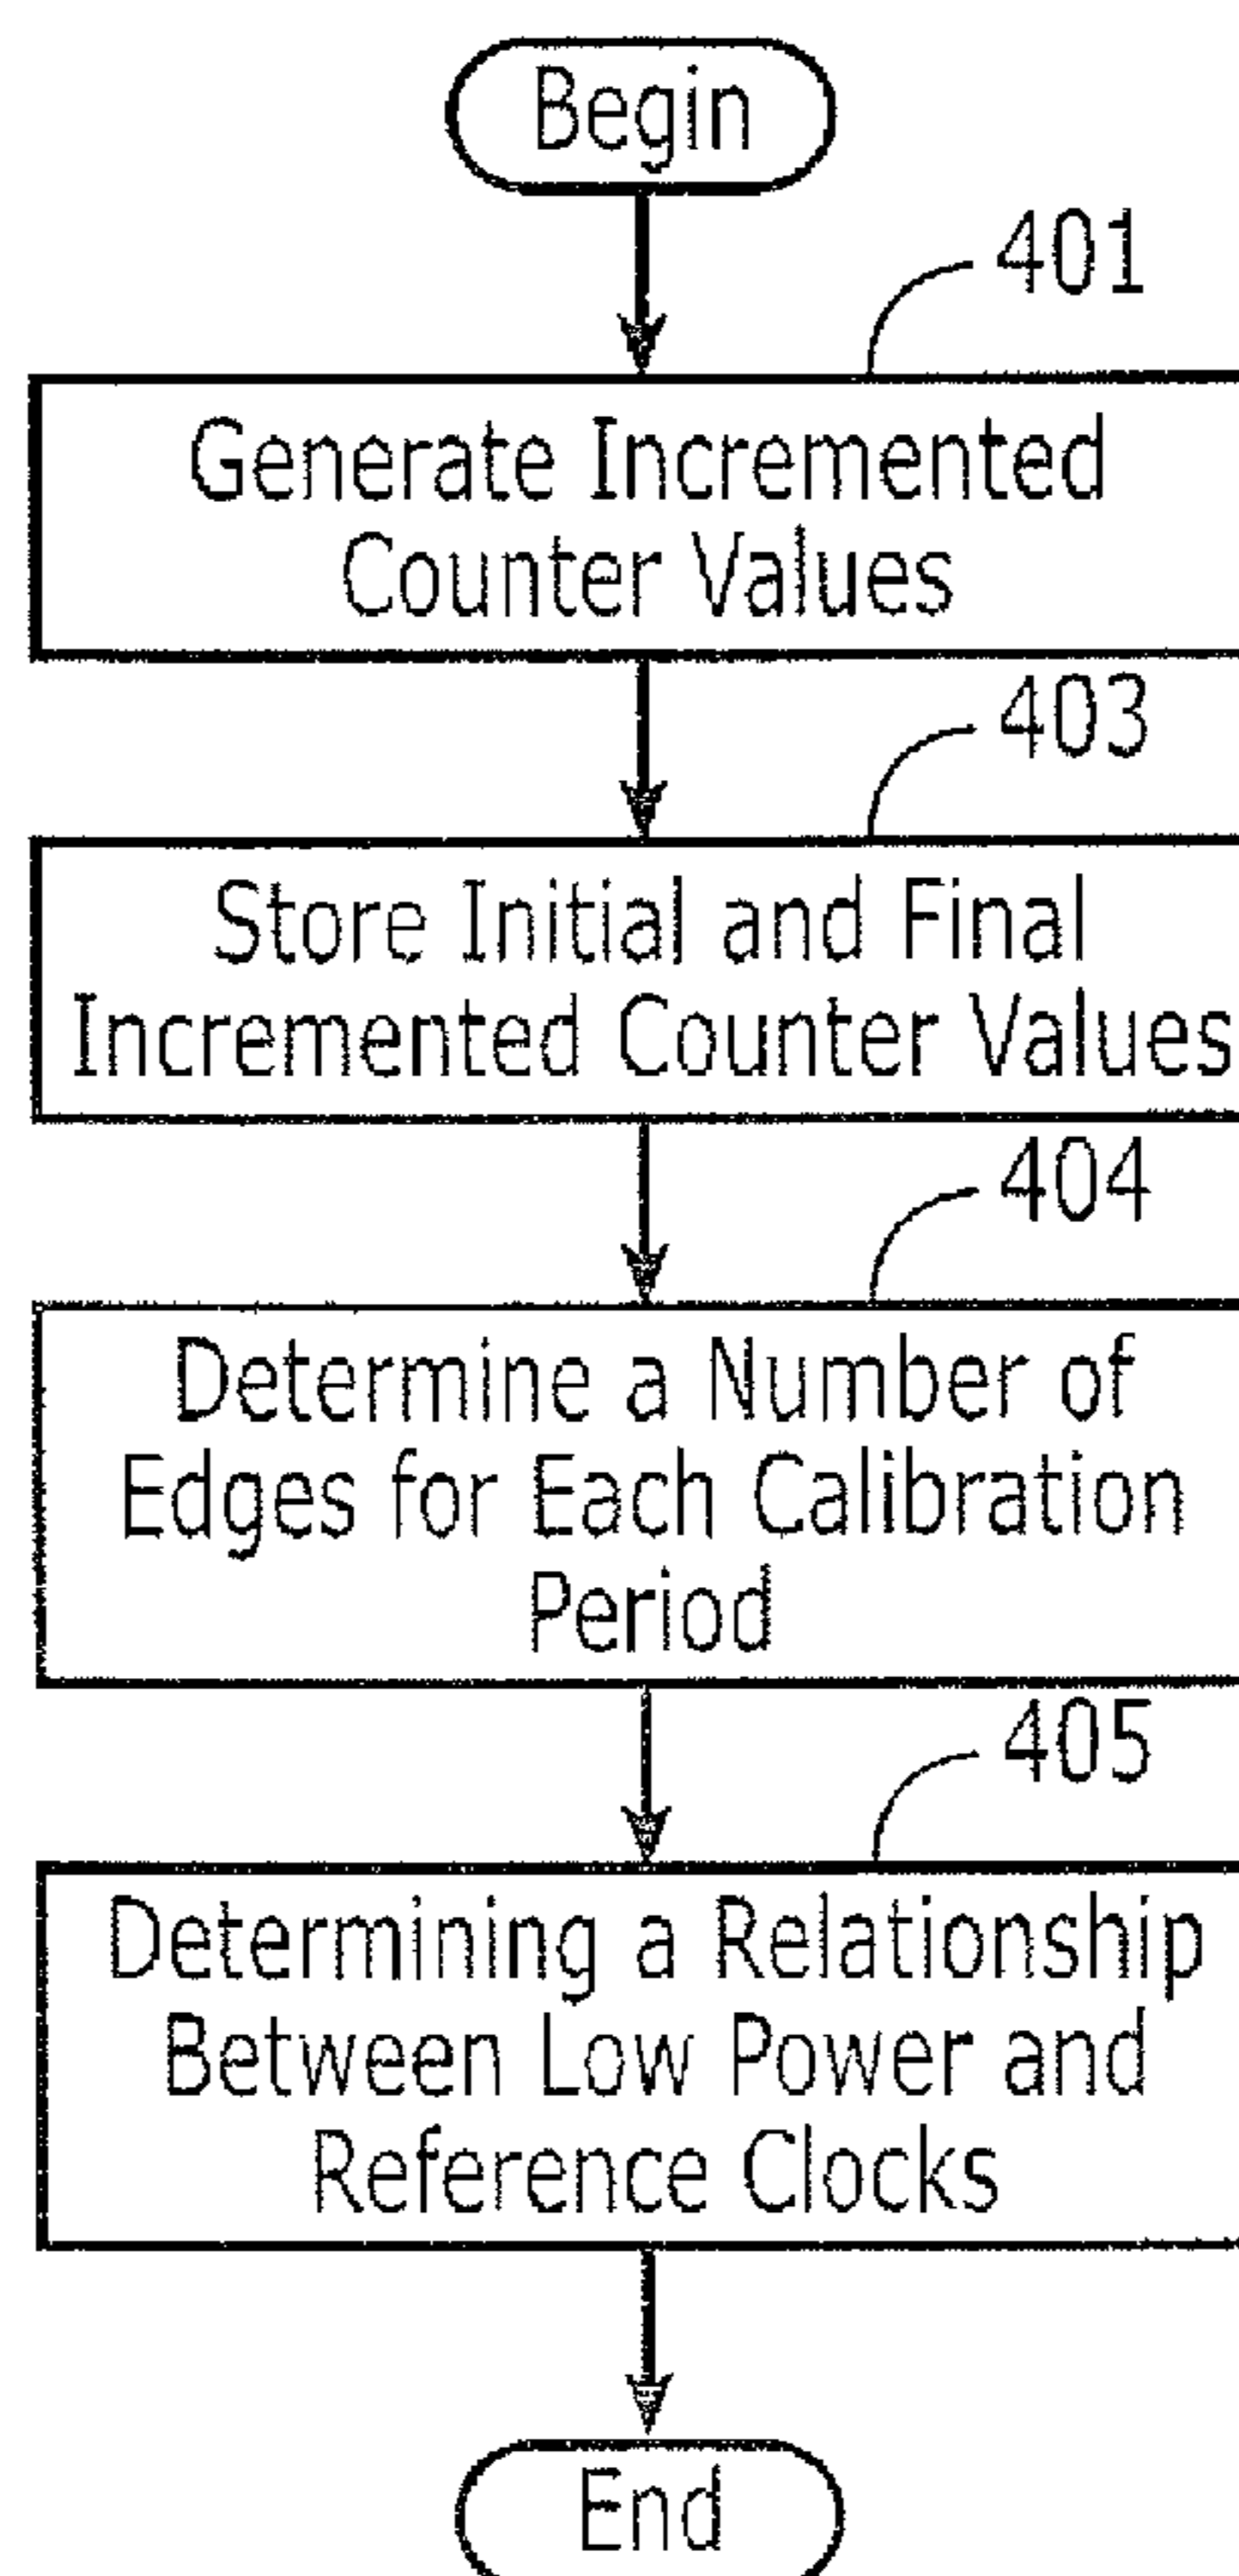 Begin
401
Generate Incremented
Counter Values
403
Store Initial and Final
Incremented Counter Values
404
Determine a Number of
Edges for Each Calibration
Period
405
Determining a Relationship
Between Low Power and
Reference Clocks
End